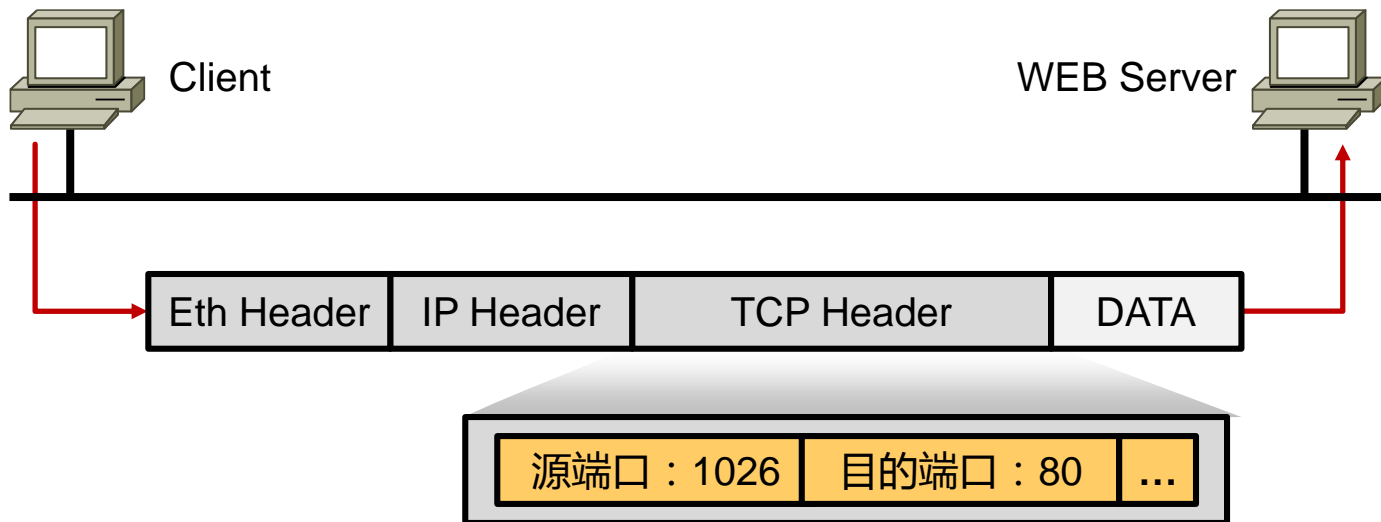 Client
WEB Server
Eth Header IP Header TCP Header DATA
源端口：1026 目的端口：80 ...